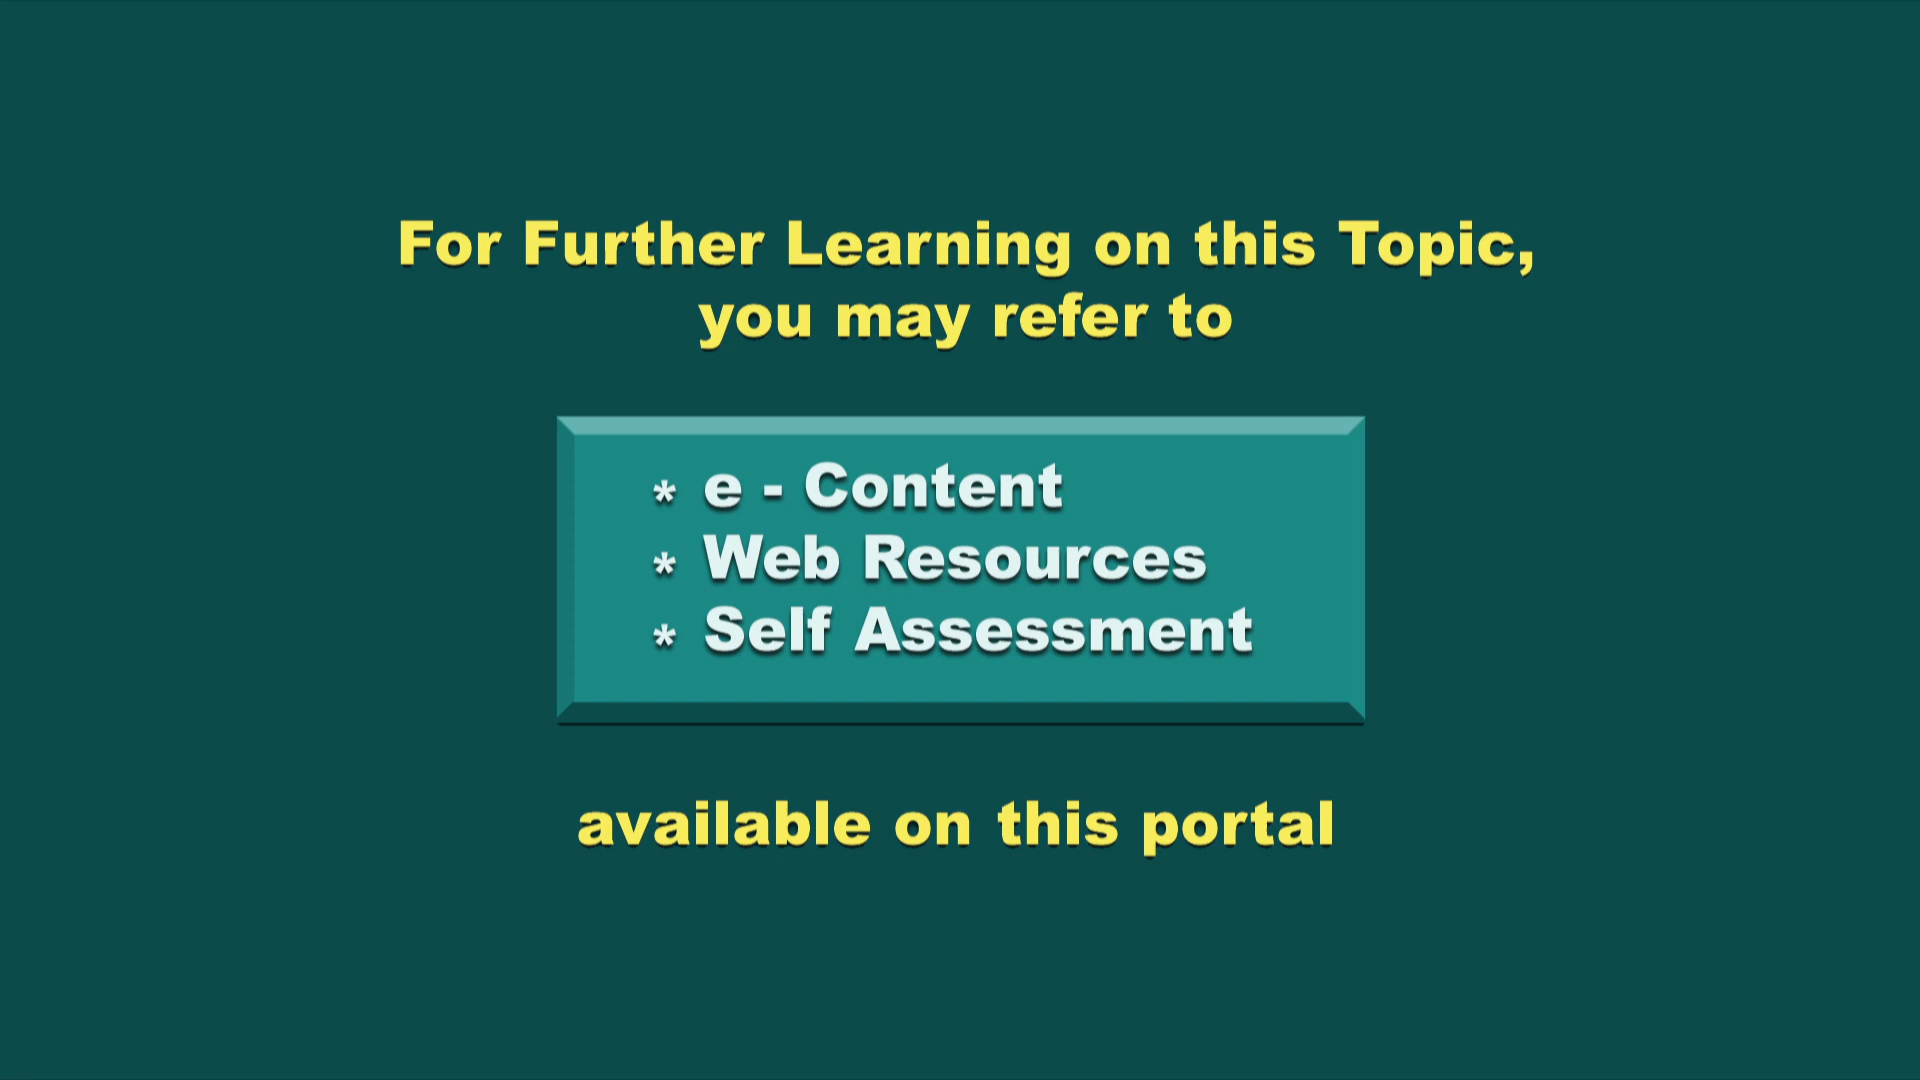 For Further Learning on this Topic,
you may refer to
* e - Content
* Web Resources
* Self Assessment
available on this portal